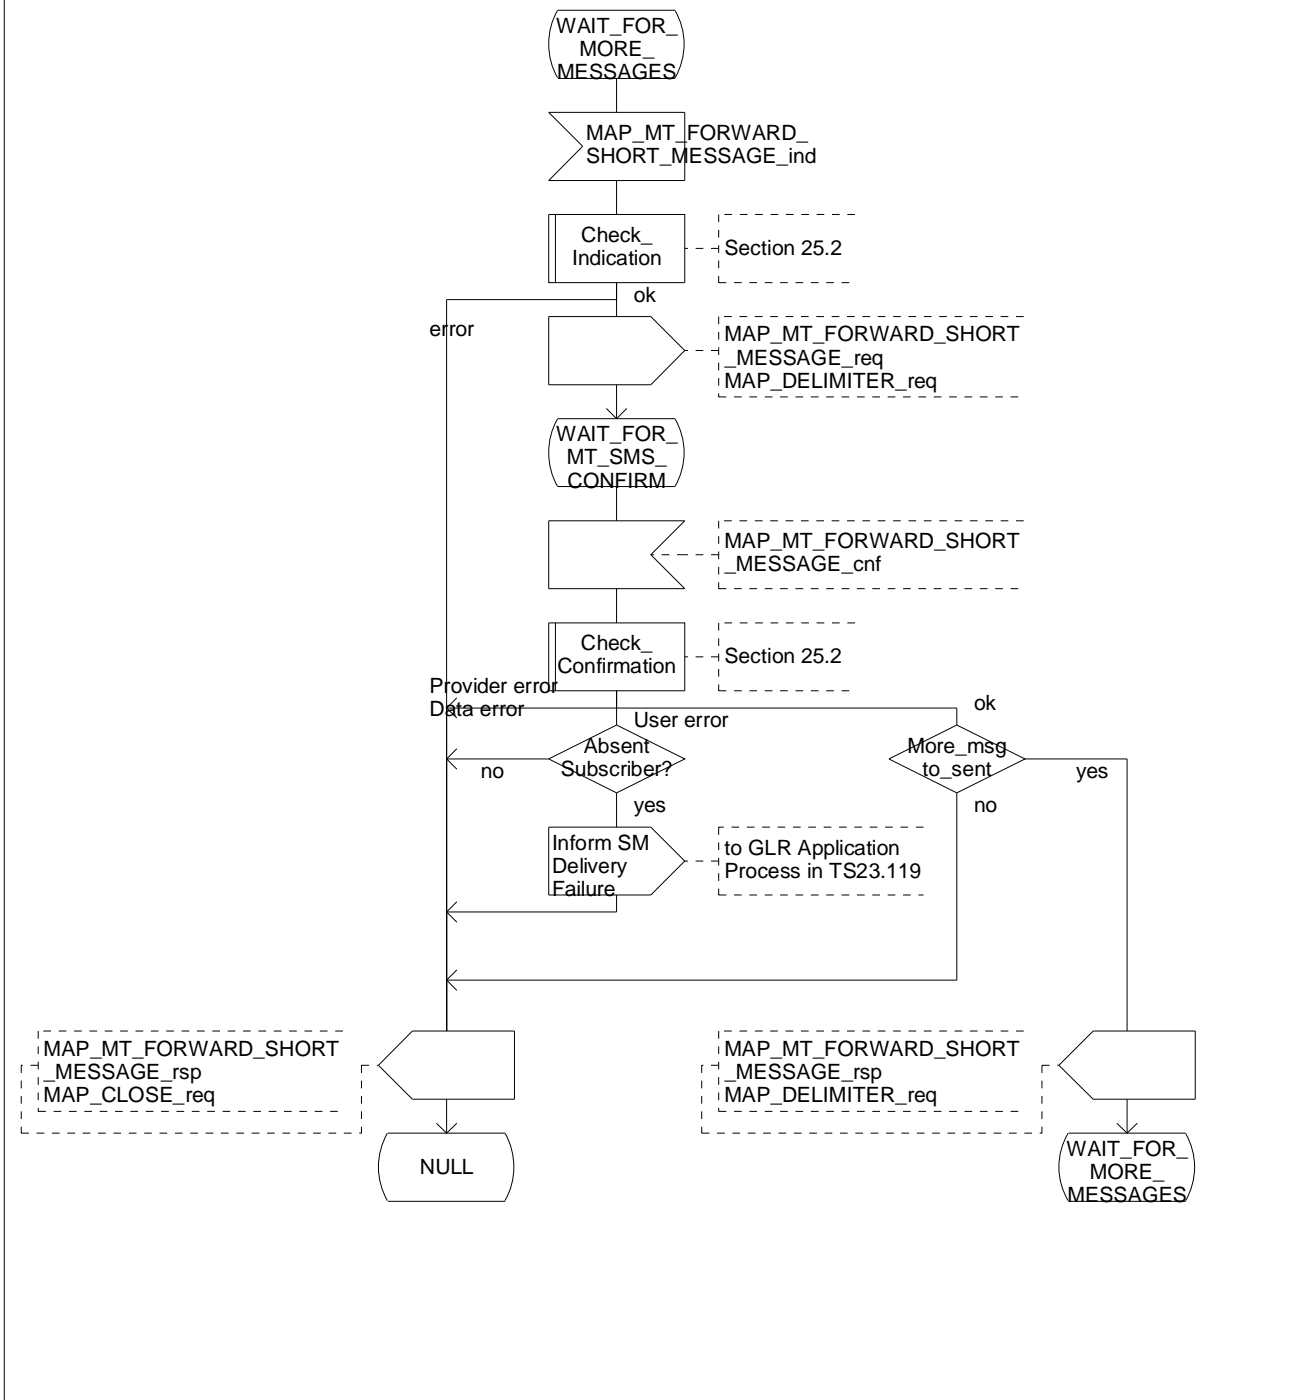 WAIT_FOR_
MORE_
MESSAGES
MAP_MT_FORWARD_
SHORT_MESSAGE_ind
Check_
Indication
Section 25.2
ok
error
MAP_MT_FORWARD_SHORT
_MESSAGE_req
MAP_DELIMITER_req
WAIT_FOR_
MT_SMS_
CONFIRM
MAP_MT_FORWARD_SHORT
_MESSAGE_cnf
Check_
Confirmation
Section 25.2
Provider error
Data error
User error
ok
Absent
Subscriber?
no
yes
More_msg
to_sent
yes
no
Inform SM
Delivery
Failure
to GLR Application
Process in TS23.119
MAP_MT_FORWARD_SHORT
_MESSAGE_rsp
MAP_CLOSE_req
MAP_MT_FORWARD_SHORT
_MESSAGE_rsp
MAP_DELIMITER_req
NULL
WAIT_FOR_
MORE_
MESSAGES